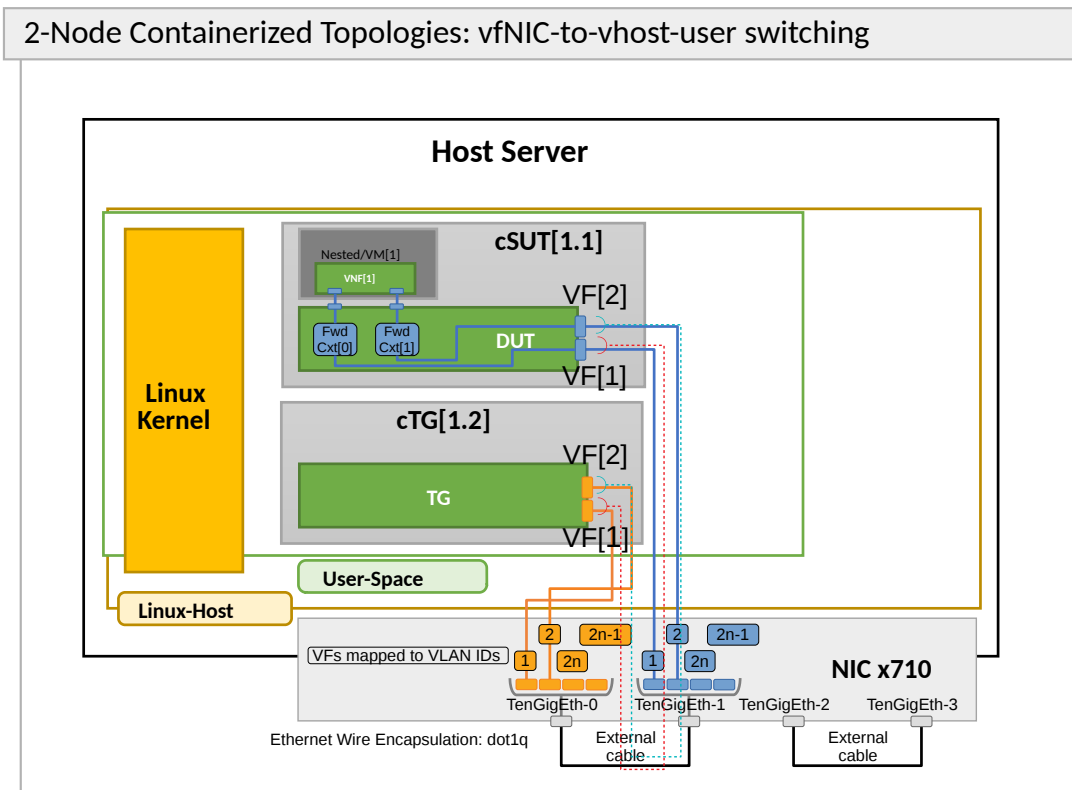 2-Node Containerized Topologies: vfNIC-to-vhost-user switching
Host Server
cSUT[1.1]
Nested/VM[1]
VNF[1]
VF[2]
Fwd
Cxt[0]
Fwd
Cxt[1]
DUT
VF[1]
Linux
Kernel
cTG[1.2]
VF[2]
TG
VF[1]
User-Space
Linux-Host
2
2n-1
2
2n-1
VFs mapped to VLAN IDs
1
2n
1
2n
NIC x710
TenGigEth-0
TenGigEth-1
TenGigEth-2
TenGigEth-3
Ethernet Wire Encapsulation: dot1q
External
cable
External
cable